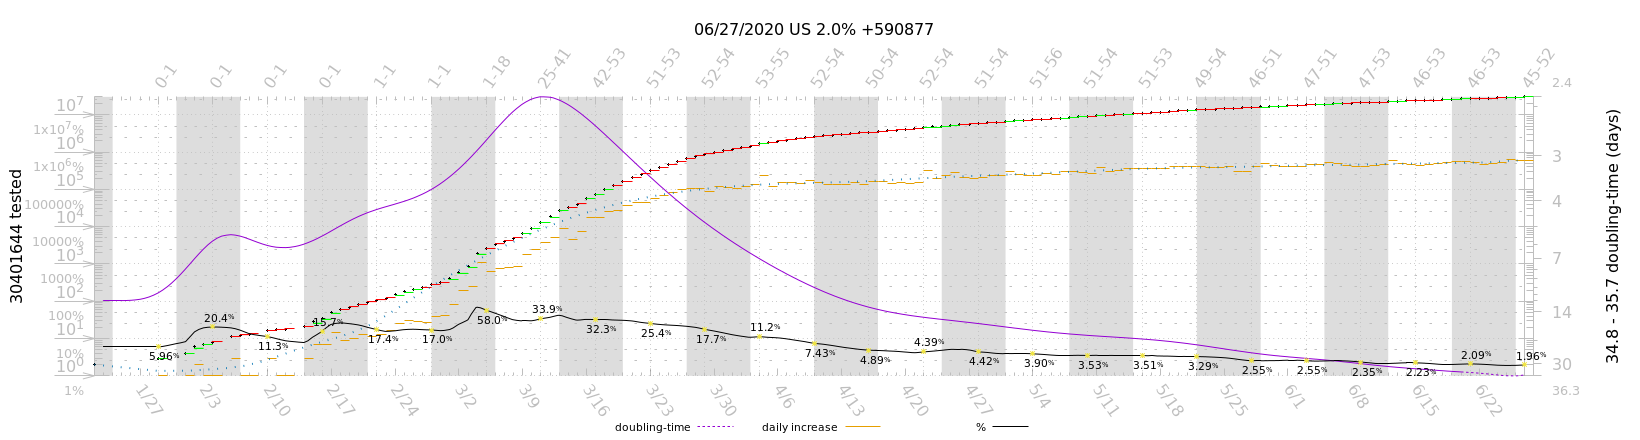 06/27/2020 US 2.0% +590877
0-1 0-1 0-1 0-1 1-1 1-1 1-18 25-41 42-53 51-53 52-54 53-55 52-54 50-54 52-54 51-54 51-56 51-54 51-53 49-54 46-51 47-51 47-53 46-53 46-53 45-52
30401644 tested
10⁷
1x10⁷%
10⁶
1x10⁶%
10⁵
100000%
10⁴
10000%
10³
1000%
10²
100%
10¹
10%
10⁰
1%
5.96% 20.4% 11.3% 15.7% 17.4% 17.0% 58.0% 33.9% 32.3% 25.4% 17.7% 11.2% 7.43% 4.89% 4.39% 4.42% 3.90% 3.53% 3.51% 3.29% 2.55% 2.55% 2.35% 2.23% 2.09% 1.96%
2.4
3
4
7
14
30
36.3
34.8 - 35.7 doubling-time (days)
1/27 2/3 2/10 2/17 2/24 3/2 3/9 3/16 3/23 3/30 4/6 4/13 4/20 4/27 5/4 5/11 5/18 5/25 6/1 6/8 6/15 6/22
doubling-time daily increase %